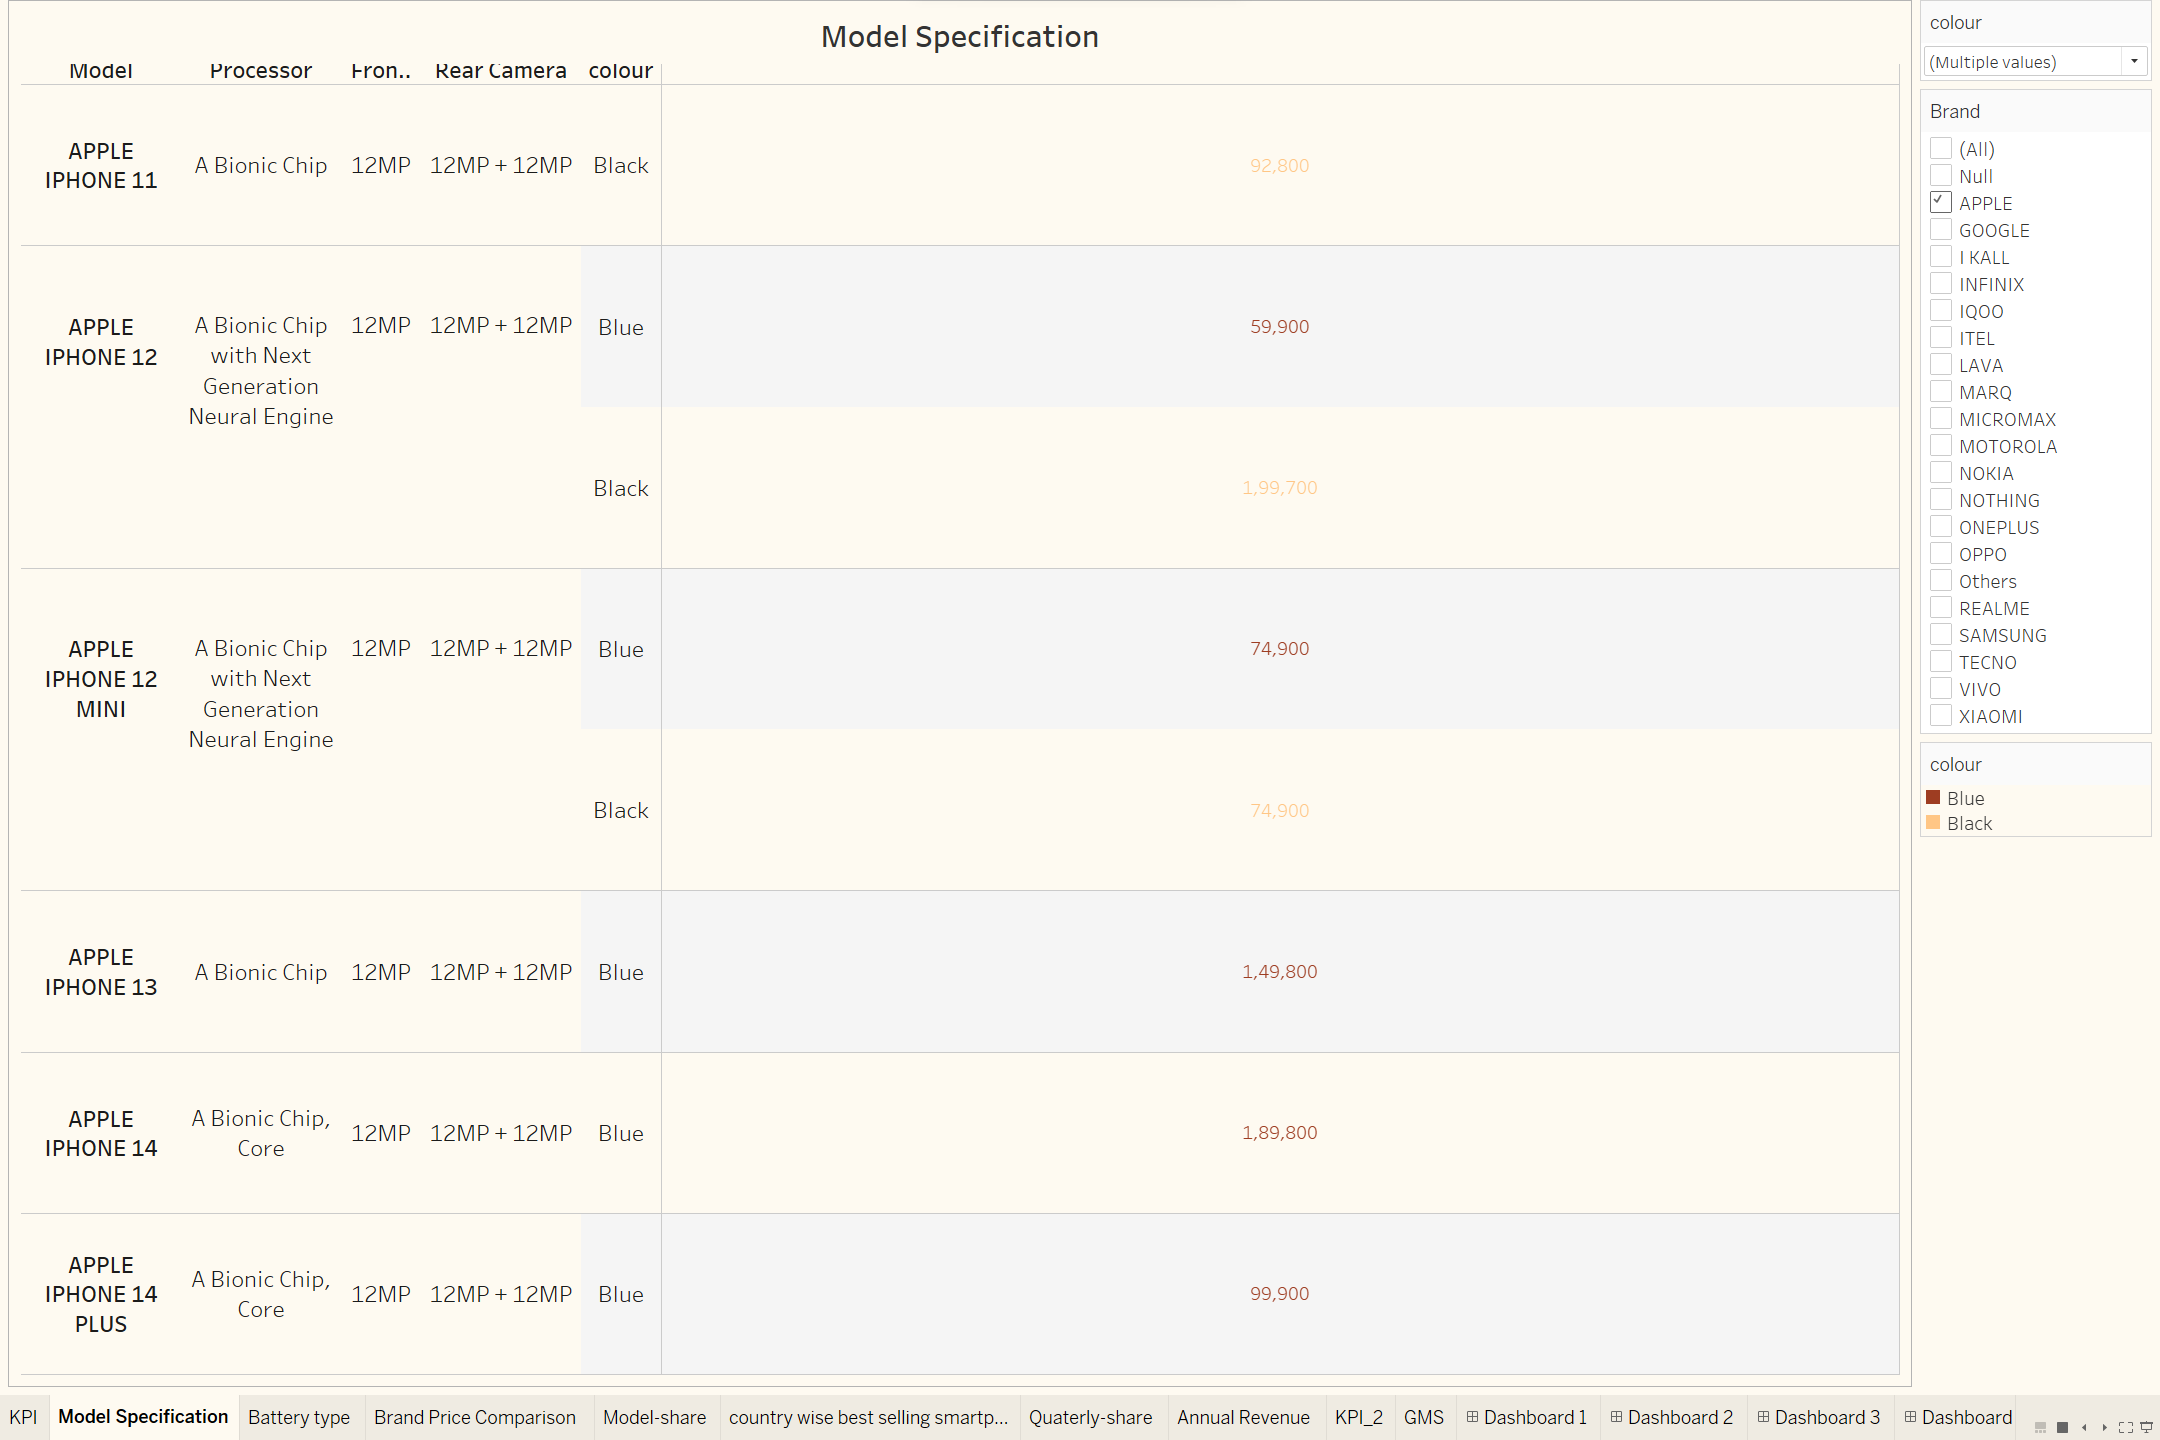 Model Specification
Model Processor Fron.. Rear Camera colour
APPLE
IPHONE 11
A Bionic Chip
12MP
12MP + 12MP
Black
92,800
APPLE
IPHONE 12
A Bionic Chip
with Next
Generation
Neural Engine
12MP
12MP + 12MP
Blue
59,900
Black
1,99,700
APPLE
IPHONE 12
MINI
A Bionic Chip
with Next
Generation
Neural Engine
12MP
12MP + 12MP
Blue
74,900
Black
74,900
APPLE
IPHONE 13
A Bionic Chip
12MP
12MP + 12MP
Blue
1,49,800
APPLE
IPHONE 14
A Bionic Chip,
Core
12MP
12MP + 12MP
Blue
1,89,800
APPLE
IPHONE 14
PLUS
A Bionic Chip,
Core
12MP
12MP + 12MP
Blue
99,900
colour
(Multiple values)
Brand
(All)
Null
APPLE
GOOGLE
I KALL
INFINIX
IQOO
ITEL
LAVA
MARQ
MICROMAX
MOTOROLA
NOKIA
NOTHING
ONEPLUS
OPPO
Others
REALME
SAMSUNG
TECNO
VIVO
XIAOMI
colour
Blue
Black
KPI Model Specification Battery type Brand Price Comparison Model-share country wise best selling smartp... Quaterly-share Annual Revenue KPI_2 GMS Dashboard 1 Dashboard 2 Dashboard 3 Dashboard